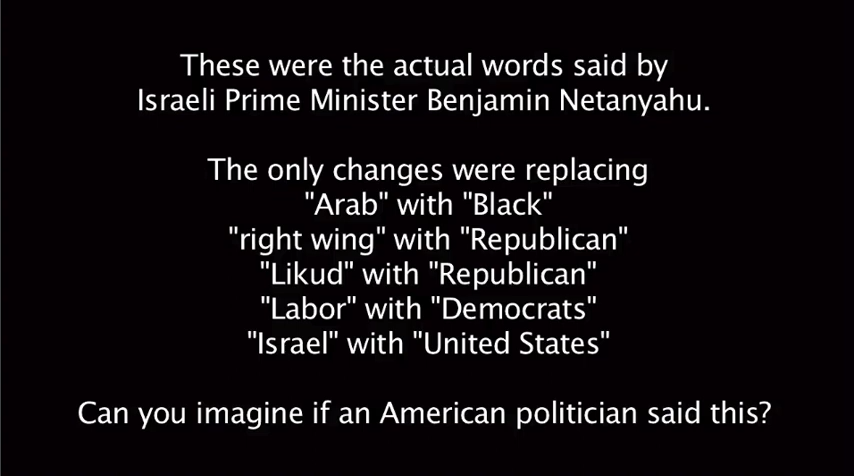 These were the actual words said by
Israeli Prime Minister Benjamin Netanyahu.
The only changes were replacing
"Arab" with "Black"
"right wing" with "Republican"
"Likud" with "Republican"
"Labor" with "Democrats"
"Israel" with "United States"
Can you imagine if an American politician said this?